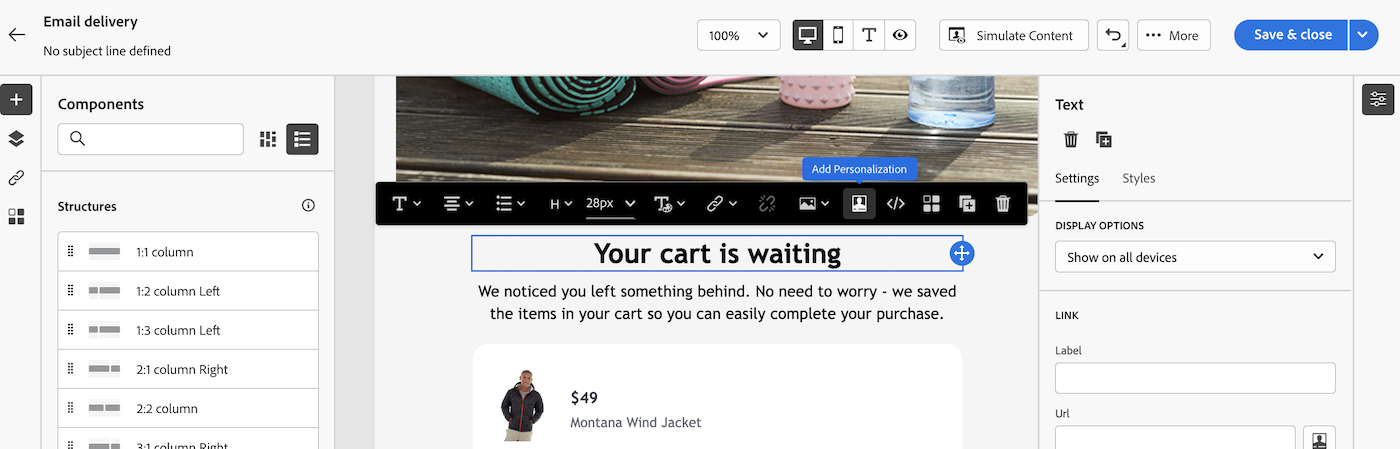 Email delivery
No subject line defined
100%
Simulate Content
More
Save & close
Components
Structures
1:1 column
1:2 column Left
1:3 column Left
2:1 column Right
2:2 column
3:1 column Right
Add Personalization
H
28px
Your cart is waiting
We noticed you left something behind. No need to worry - we saved
the items in your cart so you can easily complete your purchase.
$49
Montana Wind Jacket
Text
Settings
Styles
DISPLAY OPTIONS
Show on all devices
LINK
Label
Url